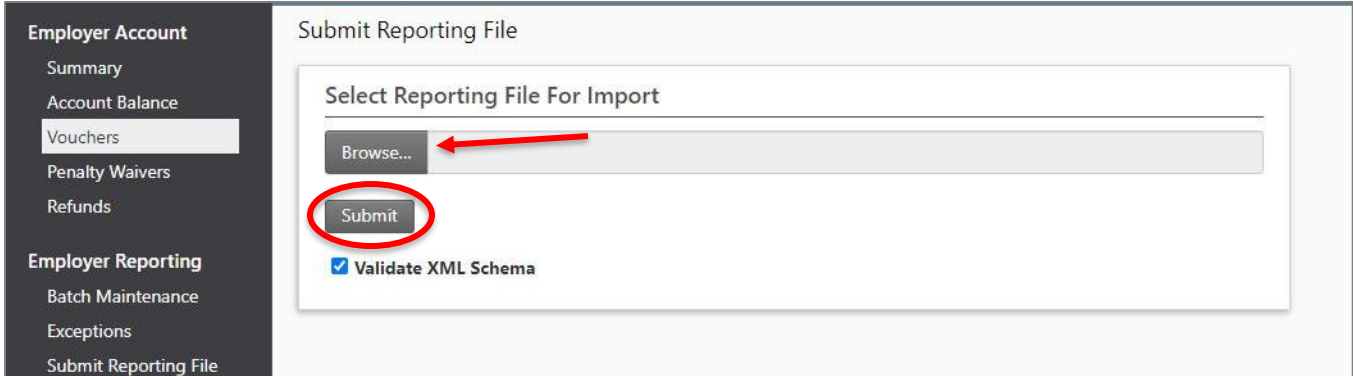 Employer Account
Summary
Account Balance
Vouchers
Penalty Waivers
Refunds
Employer Reporting
Batch Maintenance
Exceptions
Submit Reporting File
Submit Reporting File
Select Reporting File For Import
Browse...
Submit
Validate XML Schema